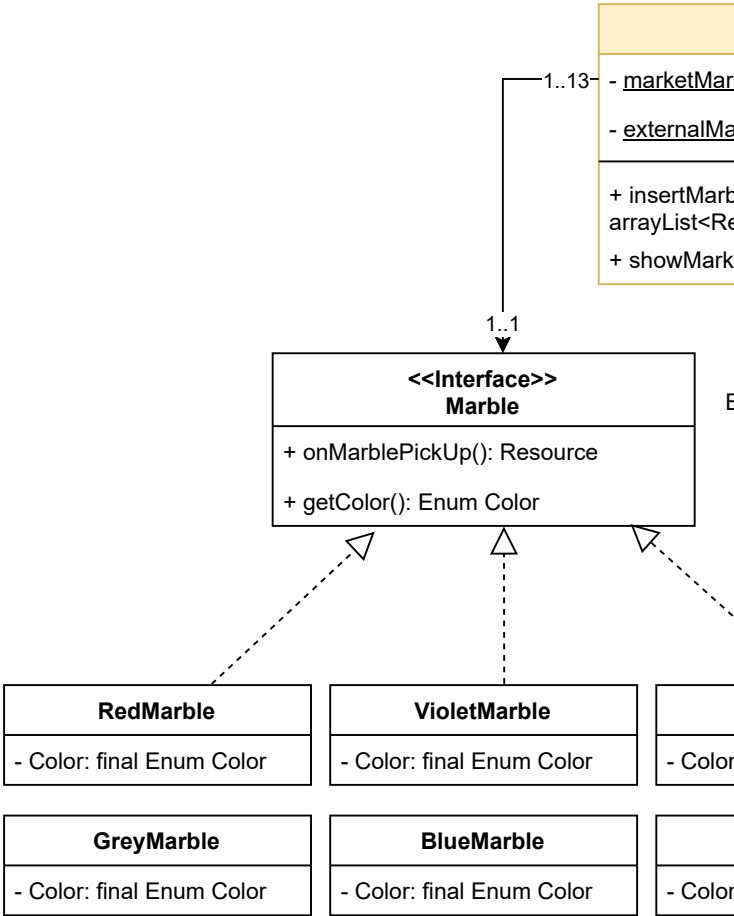 1..13
- marketMar
- externalMa
+ insertMarb
arrayList<Re
+ showMark
1..1
<<Interface>>
Marble
+ onMarblePickUp(): Resource
+ getColor(): Enum Color
RedMarble
- Color: final Enum Color
VioletMarble
- Color: final Enum Color
- Color
GreyMarble
- Color: final Enum Color
BlueMarble
- Color: final Enum Color
- Color